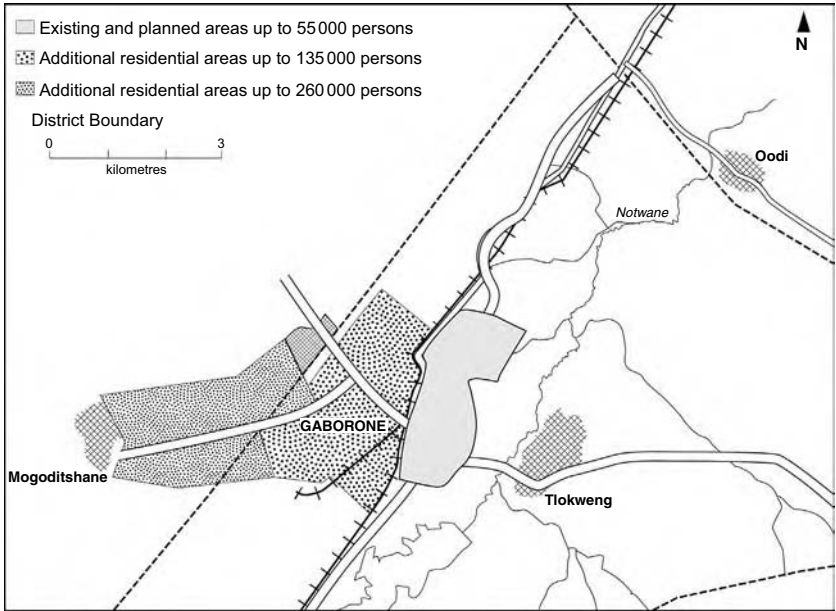 Existing and planned areas up to 55 000 persons
Additional residential areas up to 135 000 persons
Additional residential areas up to 260 000 persons
District Boundary
0 3
kilometres
N
Oodi
Notwane
GABORONE
Mogoditshane
Tlokweng